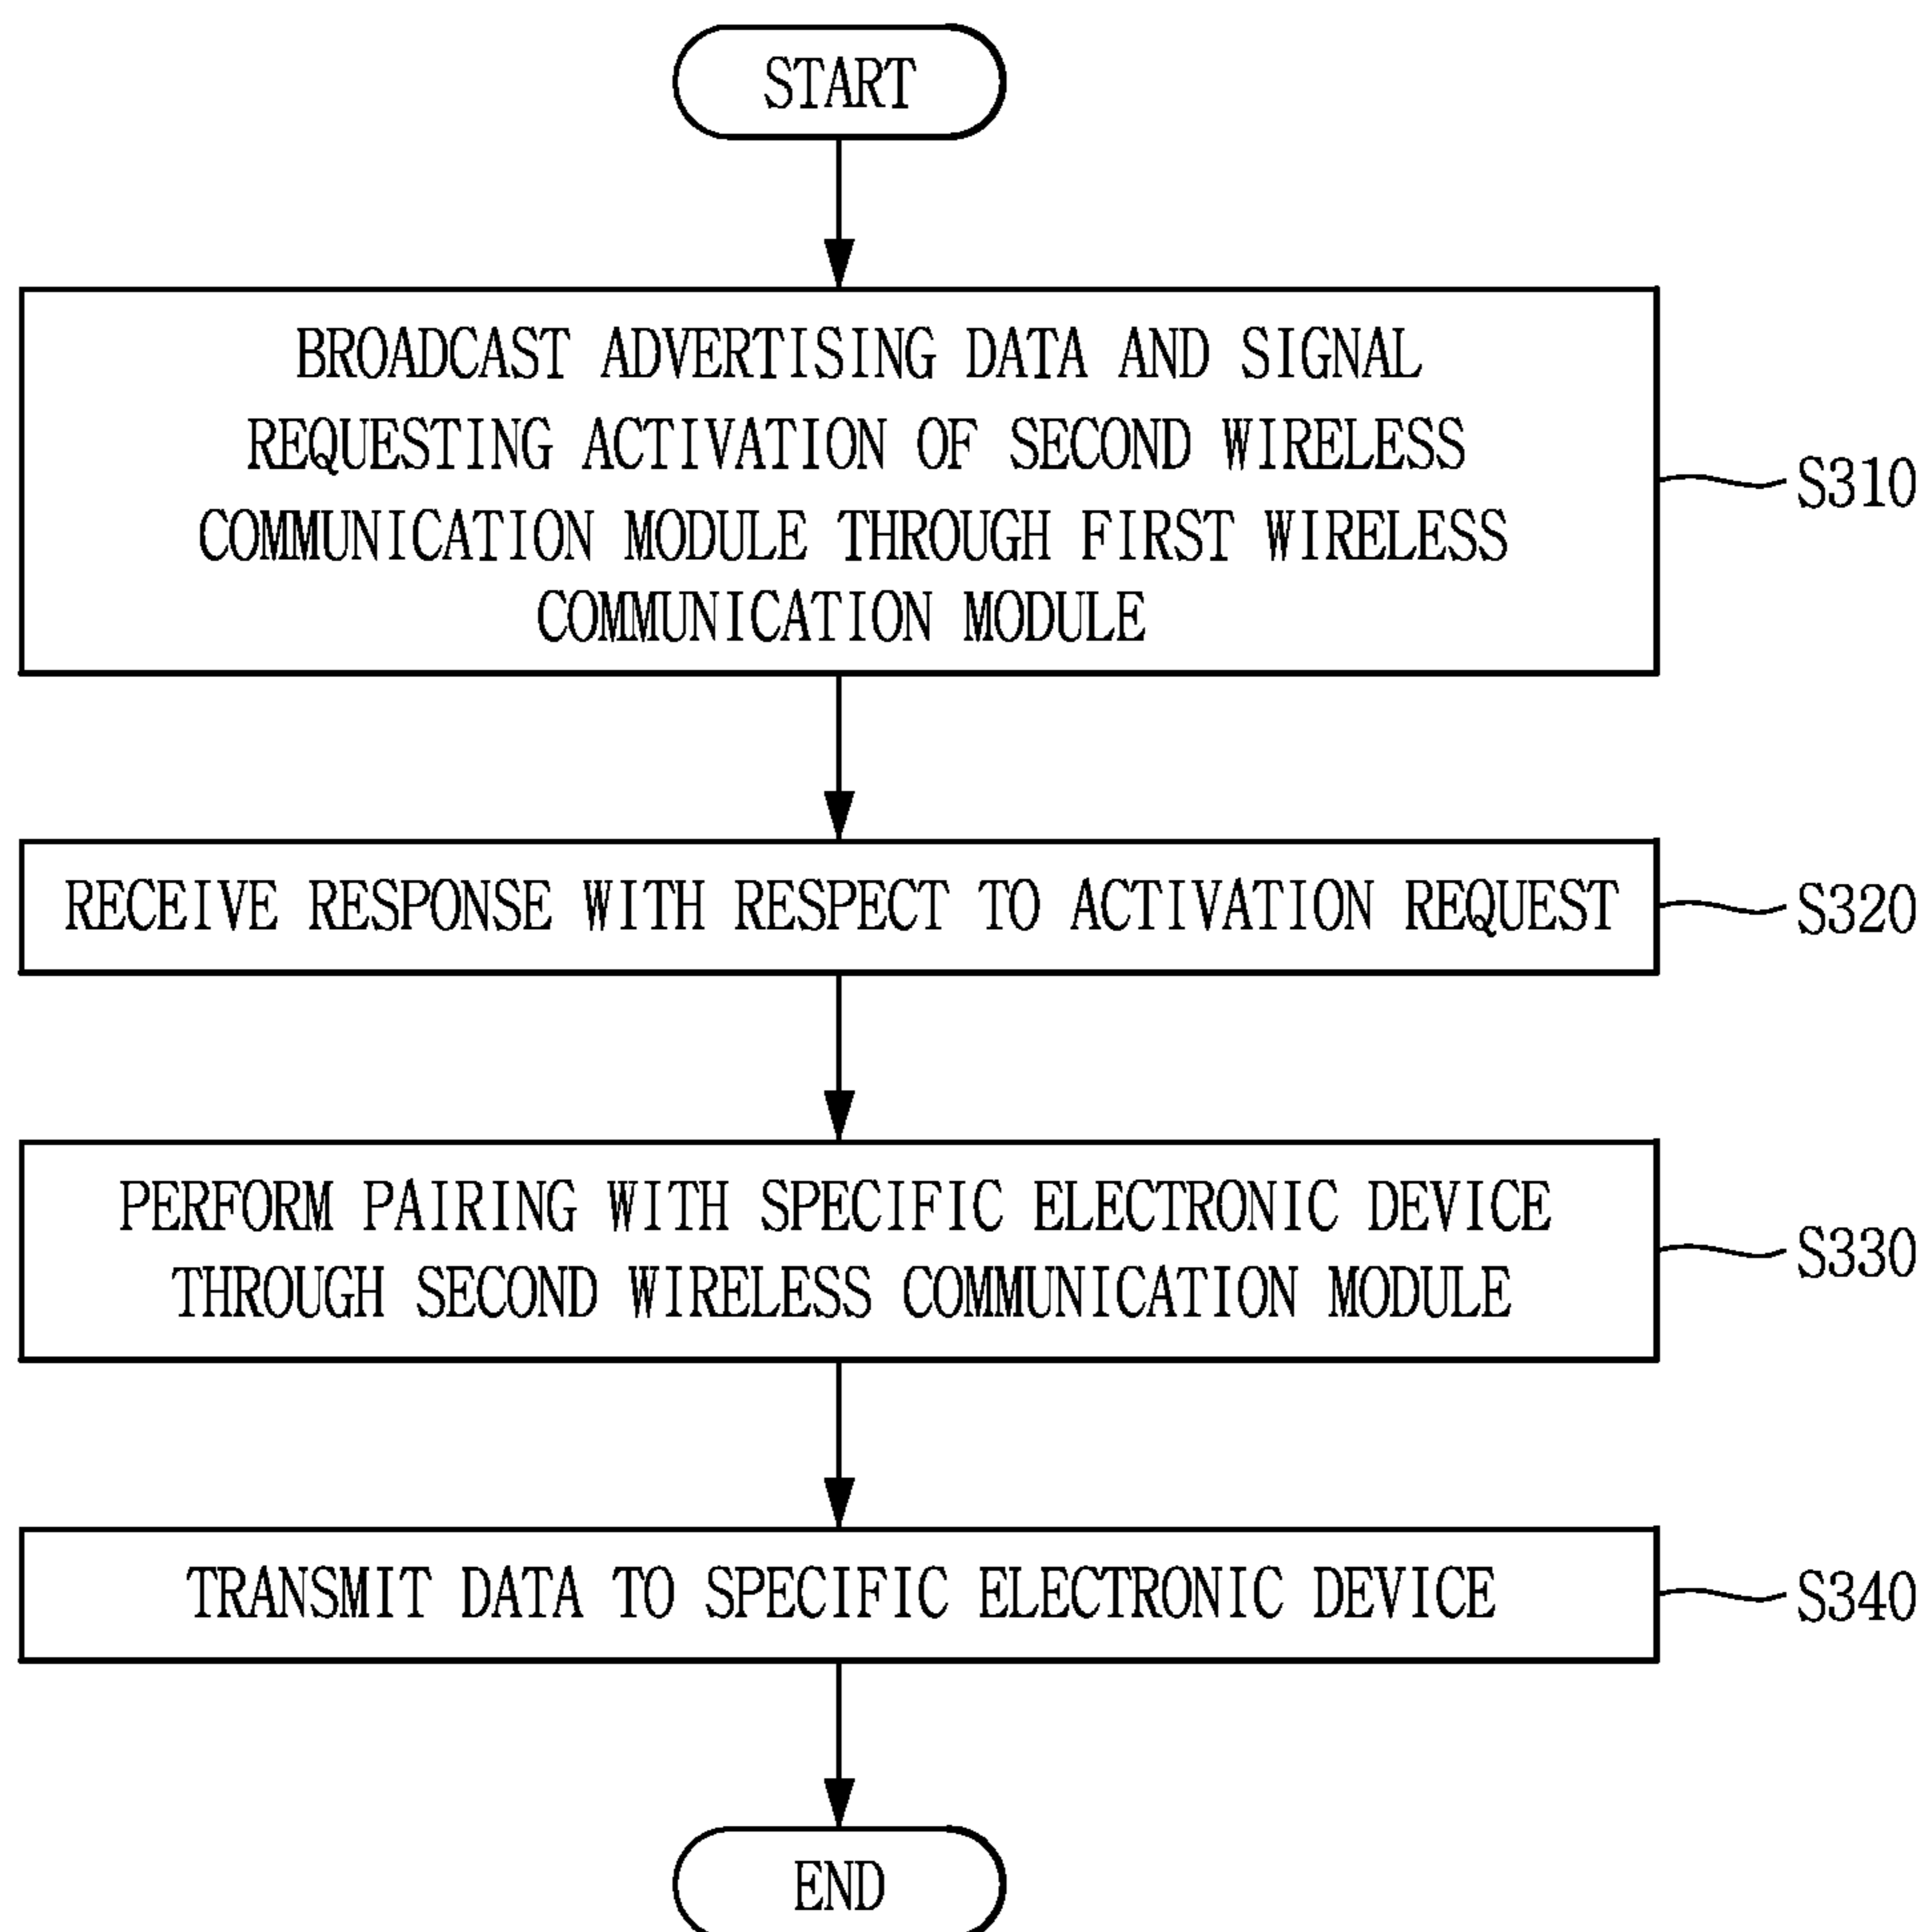 START
BROADCAST ADVERTISING DATA AND SIGNAL
REQUESTING ACTIVATION OF SECOND WIRELESS
COMMUNICATION MODULE THROUGH FIRST WIRELESS
COMMUNICATION MODULE
S310
RECEIVE RESPONSE WITH RESPECT TO ACTIVATION REQUEST
S320
PERFORM PAIRING WITH SPECIFIC ELECTRONIC DEVICE
THROUGH SECOND WIRELESS COMMUNICATION MODULE
S330
TRANSMIT DATA TO SPECIFIC ELECTRONIC DEVICE
S340
END